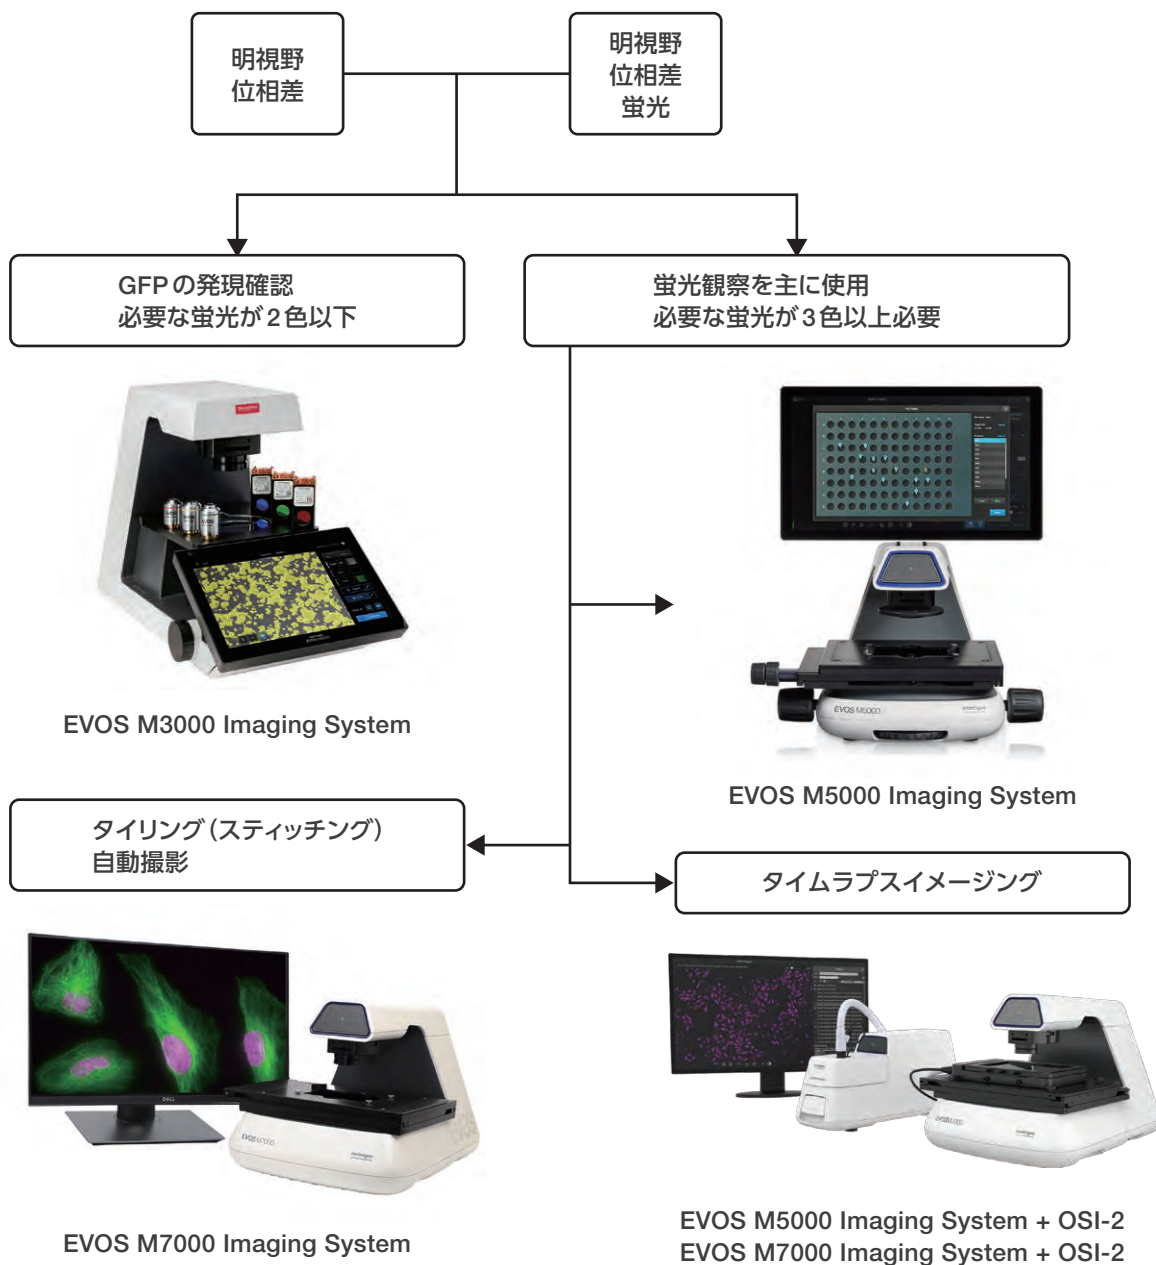 明視野
位相差
明視野
位相差
蛍光
GFPの発現確認
必要な蛍光が2色以下
蛍光観察を主に使用
必要な蛍光が3色以上必要
EVOS M3000 Imaging System
EVOS M5000
EVOS M5000 Imaging System
タイリング（スティッチング）
自動撮影
タイムラプスイメージング
DELL
EVOS M7000
EVOS M7000 Imaging System
EVOS M5000 Imaging System + OSI-2
EVOS M7000 Imaging System + OSI-2